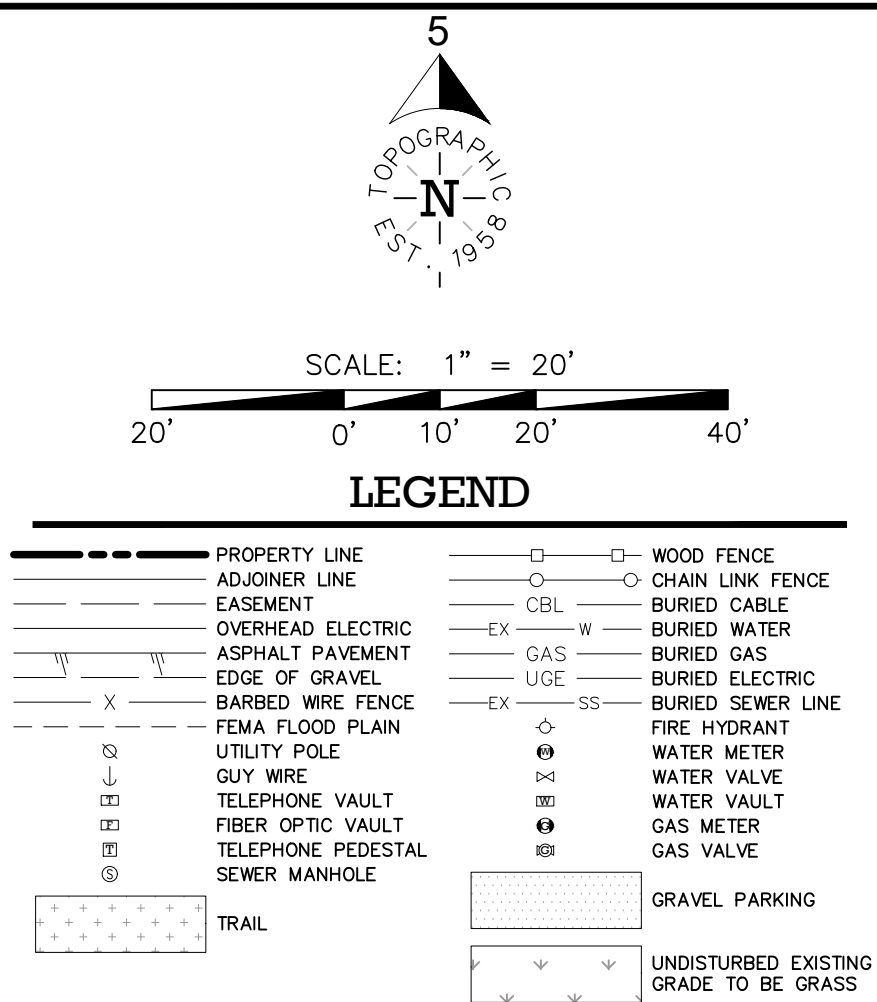 5
TOPOGRAPHIC
N
EST. 1958
SCALE: 1" = 20'
20' 0' 10' 20' 40'
LEGEND
PROPERTY LINE
ADJOINER LINE
EASEMENT
OVERHEAD ELECTRIC
ASPHALT PAVEMENT
EDGE OF GRAVEL
X BARBED WIRE FENCE
FEMA FLOOD PLAIN
UTILITY POLE
GUY WIRE
T TELEPHONE VAULT
F FIBER OPTIC VAULT
T TELEPHONE PEDESTAL
S SEWER MANHOLE
TRAIL
WOOD FENCE
CHAIN LINK FENCE
CBL BURIED CABLE
EX W BURIED WATER
GAS BURIED GAS
UGE BURIED ELECTRIC
EX SS BURIED SEWER LINE
FIRE HYDRANT
W WATER METER
WATER VALVE
W WATER VAULT
G GAS METER
G GAS VALVE
GRAVEL PARKING
UNDISTURBED EXISTING
GRADE TO BE GRASS